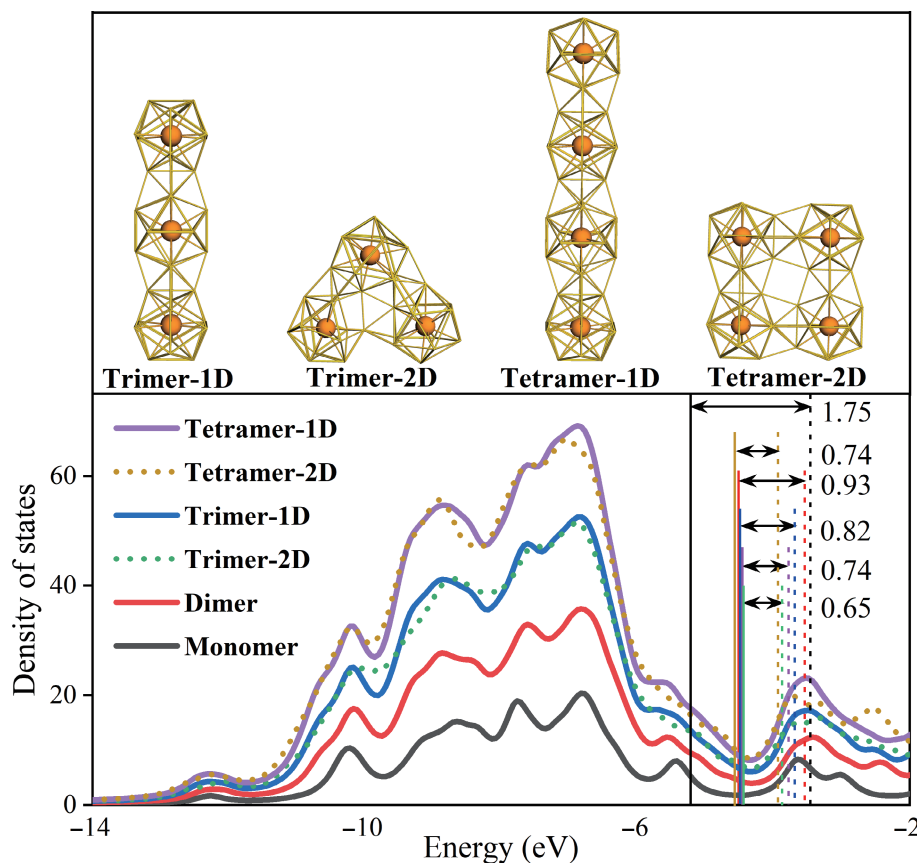 Trimer-1D
Trimer-2D
Tetramer-1D
Tetramer-2D
Tetramer-1D
Tetramer-2D
Trimer-1D
Trimer-2D
Dimer
Monomer
1.75
0.74
0.93
0.82
0.74
0.65
Density of states
60
40
20
0
−14
−10
−6
−2
Energy (eV)